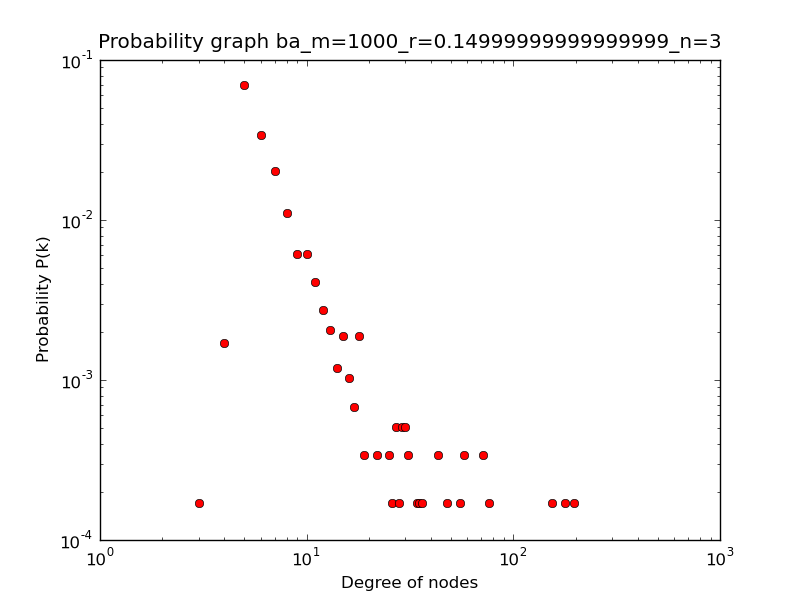 Probability graph ba_m=1000_r=0.14999999999999999_n=3
10^-1
10^-2
10^-3
10^-4
Probability P(k)
10^0 10^1 10^2 10^3
Degree of nodes